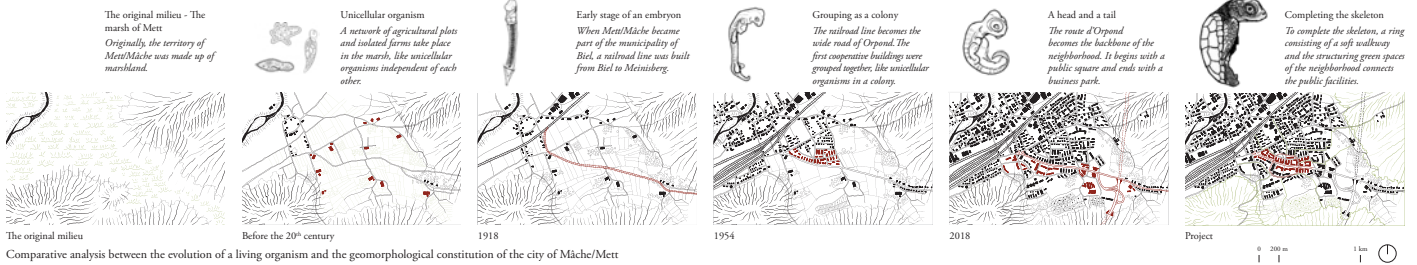 The original milieu - The
marsh of Mett
Originally, the territory of
Mett/Mâche was made up of
marshland.
Unicellular organism
A network of agricultural plots
and isolated farms take place
in the marsh, like unicellular
organisms independent of each
other.
Early stage of an embryon
When Mett/Mâche became
part of the municipality of
Biel, a railroad line was built
from Biel to Meinisberg.
Grouping as a colony
The railroad line becomes the
wide road of Orpond. The
first cooperative buildings were
grouped together, like unicellular
organisms in a colony.
A head and a tail
The route d'Orpond
becomes the backbone of the
neighborhood. It begins with a
public square and ends with a
business park.
Completing the skeleton
To complete the skeleton, a ring
consisting of a soft walkway
and the structuring green spaces
of the neighborhood connects
the public facilities.
The original milieu
Before the 20th century
1918
1954
2018
Project
Comparative analysis between the evolution of a living organism and the geomorphological constitution of the city of Mâche/Mett
0 200 m 1 km